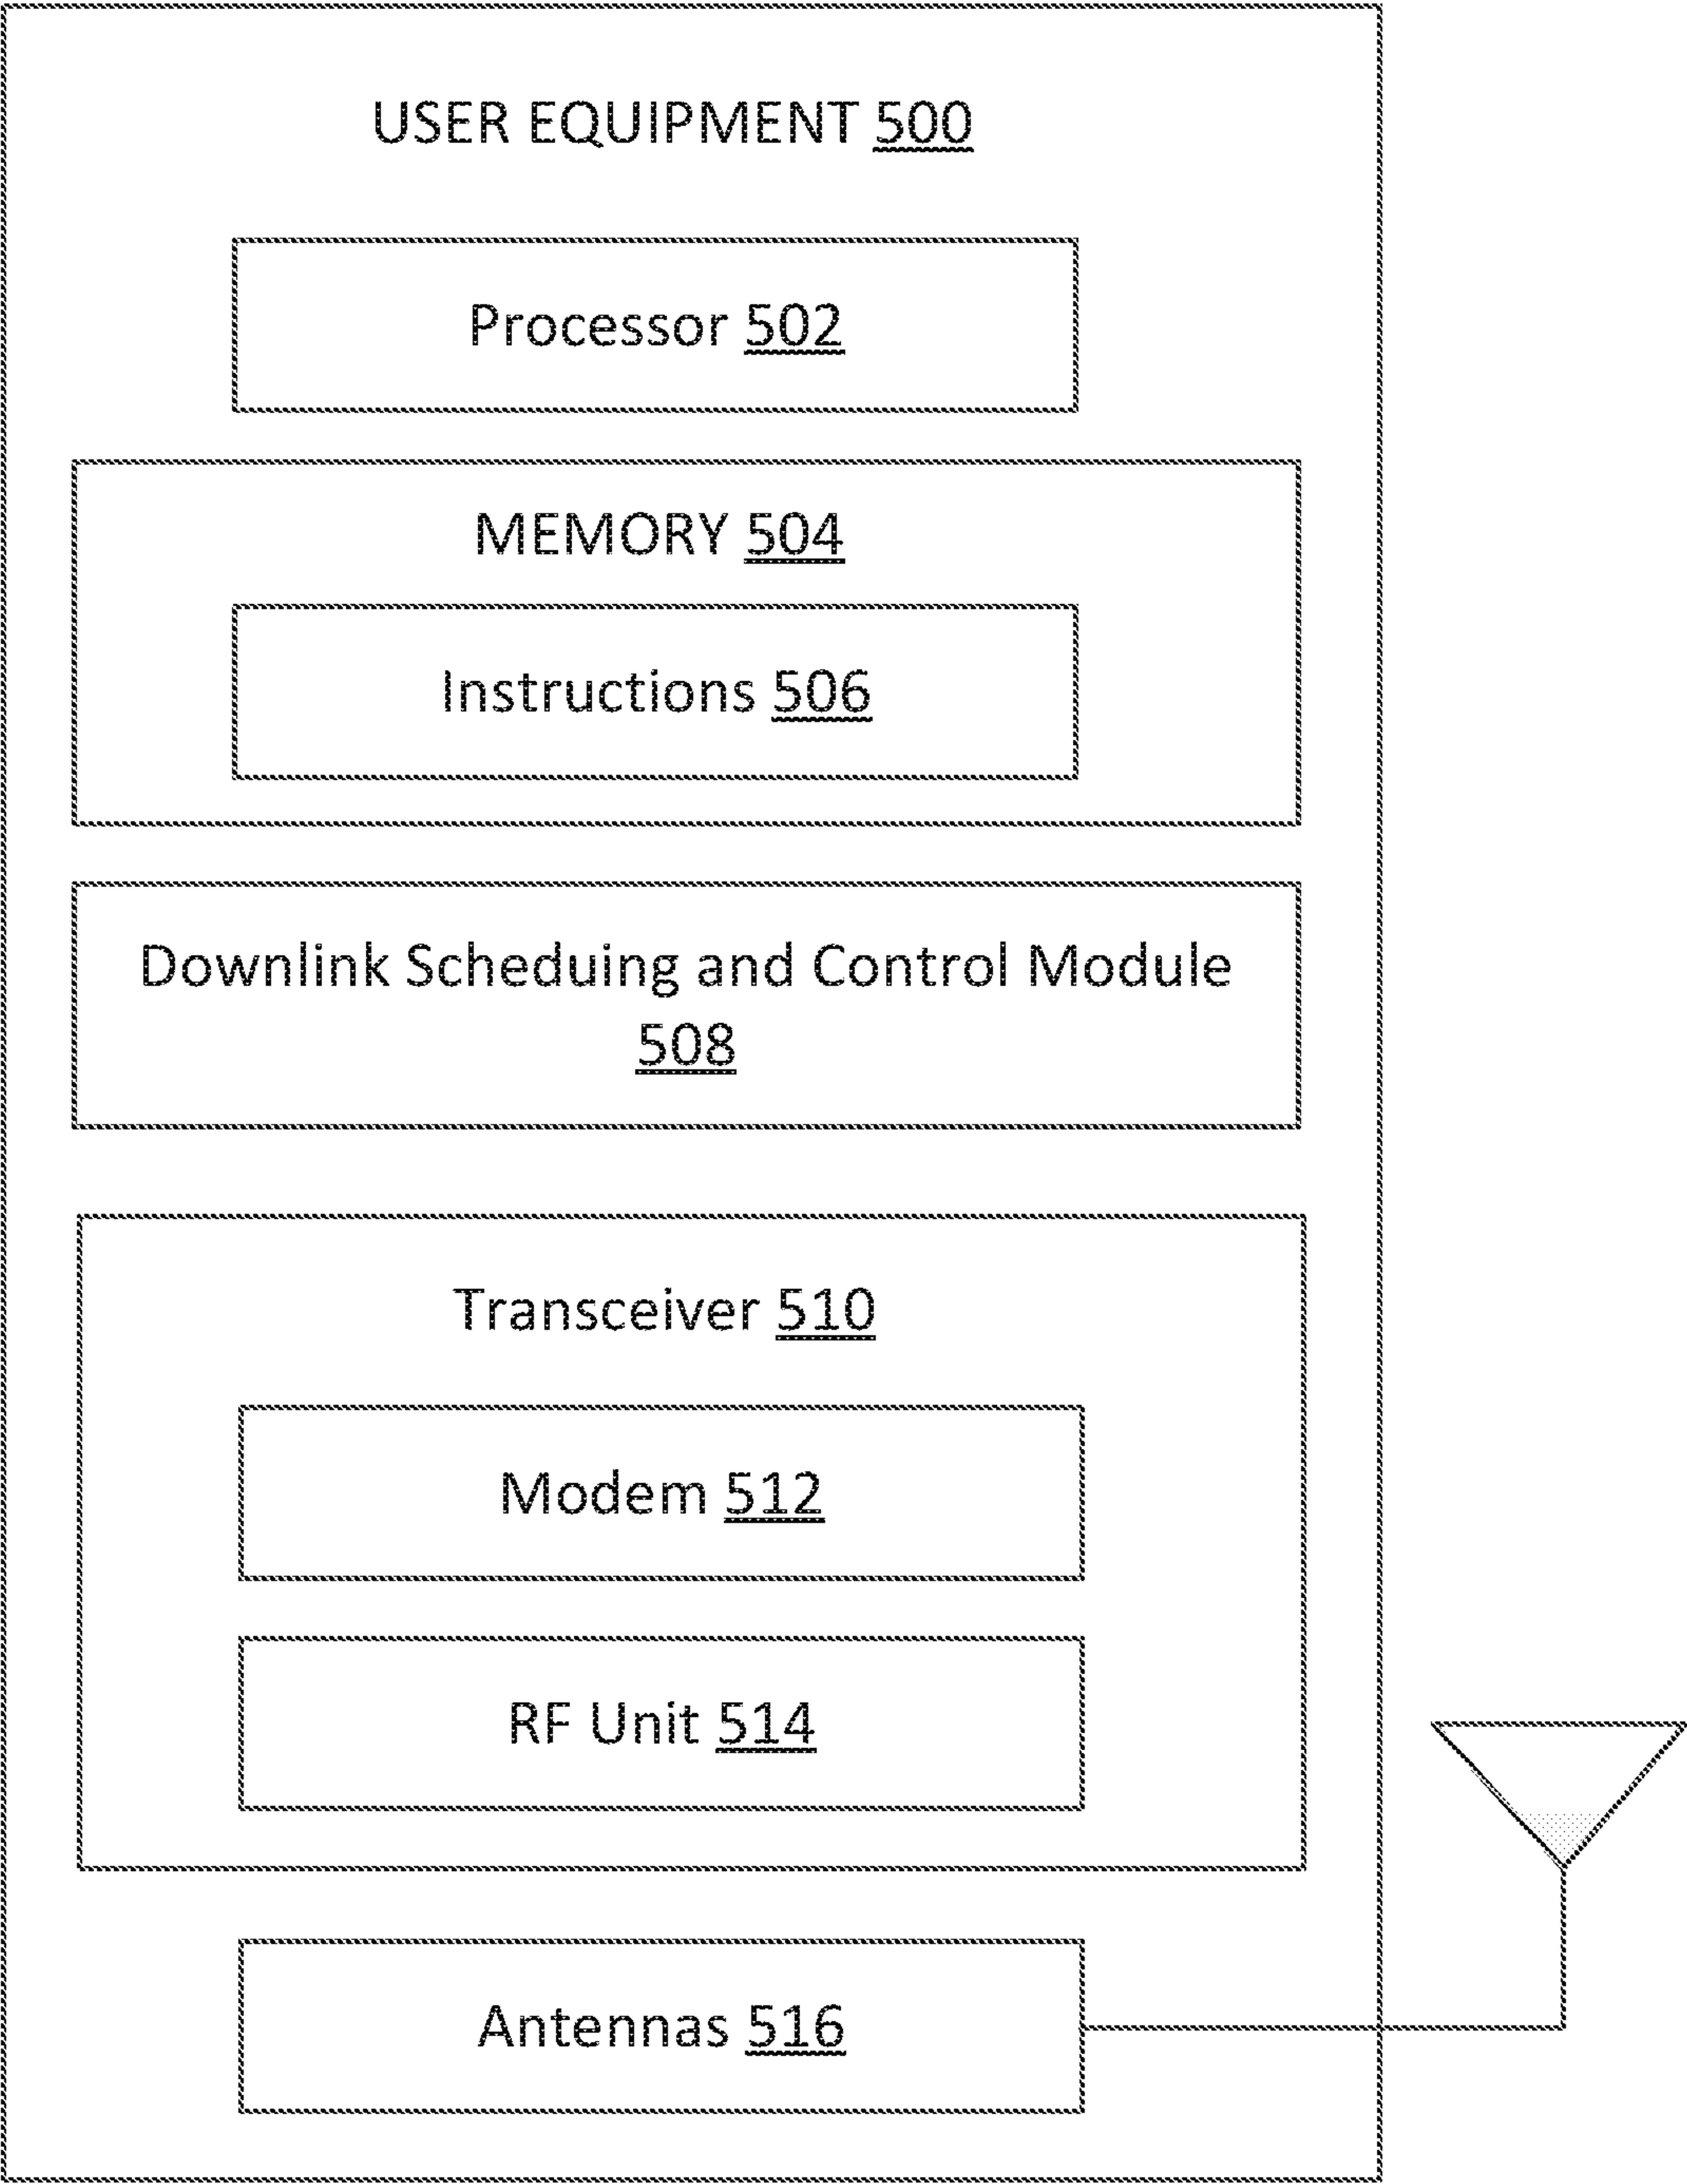 USER EQUIPMENT 500
Processor 502
MEMORY 504
Instructions 506
Downlink Scheduing and Control Module
508
Transceiver 510
Modem 512
RF Unit 514
Antennas 516